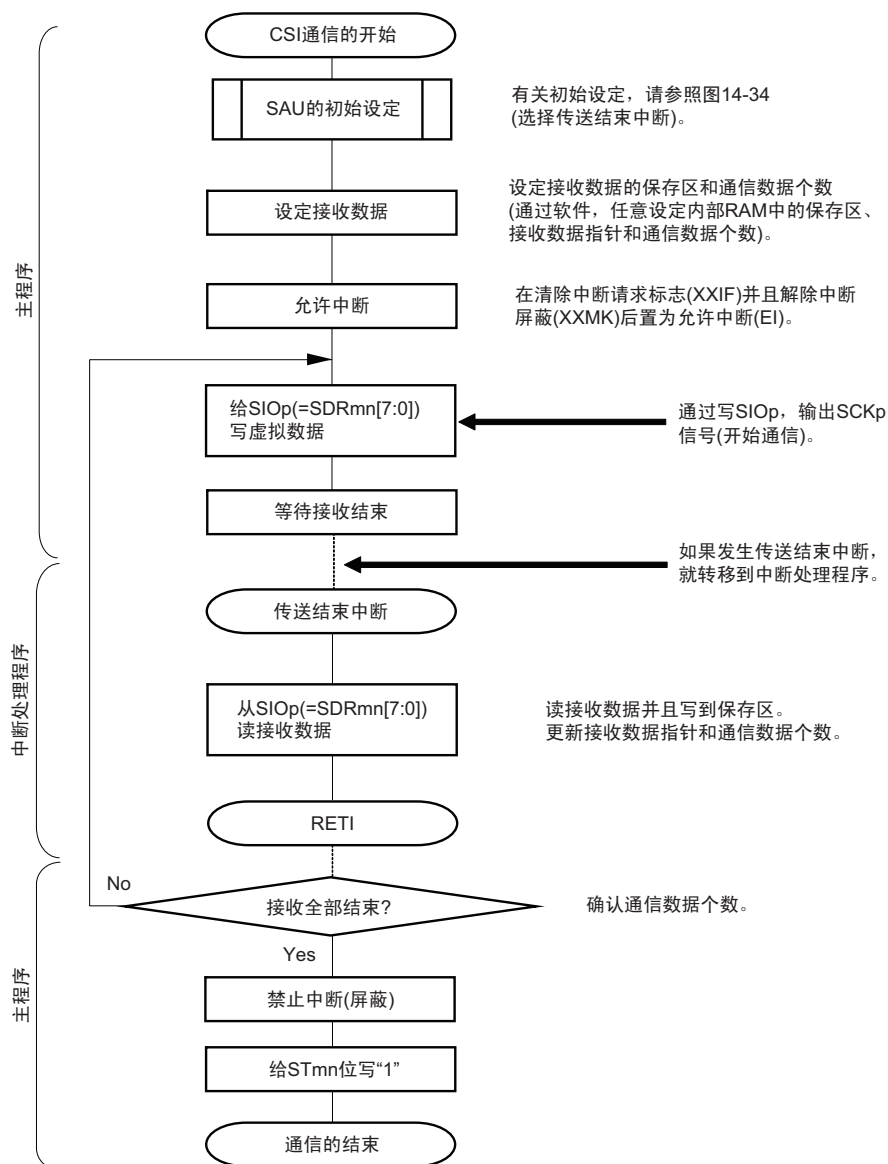 CSI通信的开始
SAU的初始设定
有关初始设定，请参照图14-34
(选择传送结束中断)。
设定接收数据
设定接收数据的保存区和通信数据个数
(通过软件，任意设定内部RAM中的保存区、
接收数据指针和通信数据个数)。
主程序
允许中断
在清除中断请求标志(XXIF)并且解除中断
屏蔽(XXMK)后置为允许中断(EI)。
给SIOp(=SDRmn[7:0])
写虚拟数据
通过写SIOp，输出SCKp
信号(开始通信)。
等待接收结束
如果发生传送结束中断，
就转移到中断处理程序。
传送结束中断
中断处理程序
从SIOp(=SDRmn[7:0])
读接收数据
读接收数据并且写到保存区。
更新接收数据指针和通信数据个数。
RETI
No
接收全部结束?
确认通信数据个数。
Yes
主程序
禁止中断(屏蔽)
给STmn位写“1”
通信的结束